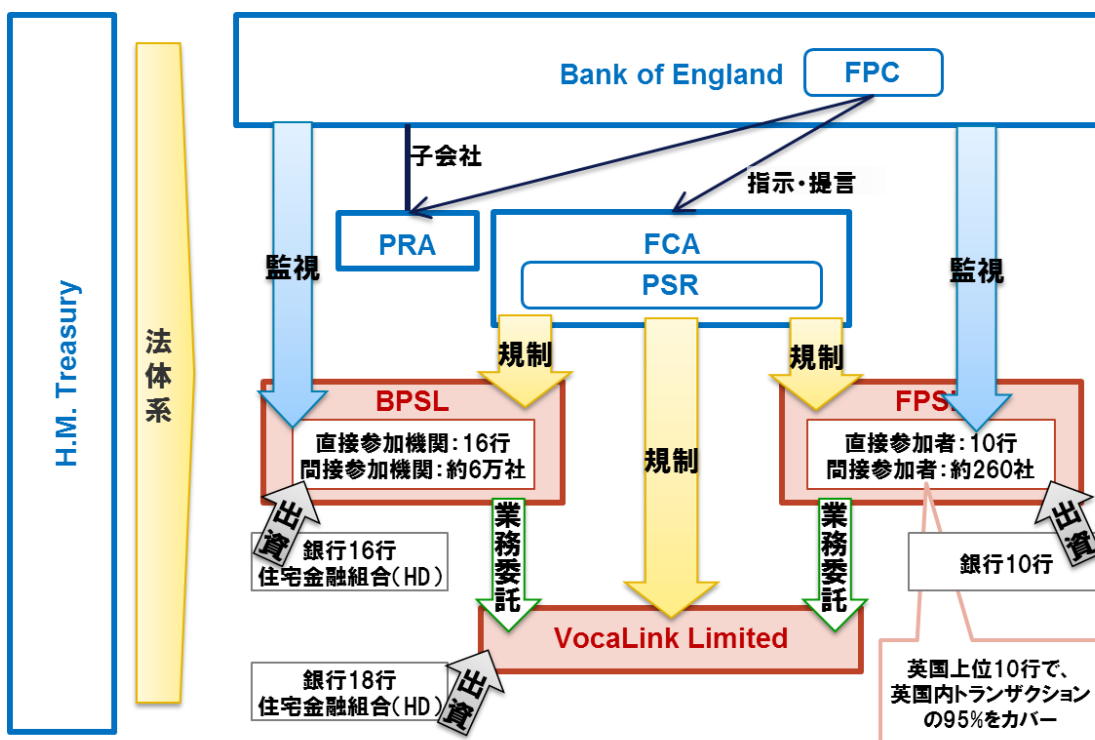 H.M. Treasury
法体系
Bank of England
FPC
子会社
指示・提言
PRA
FCA
PSR
監視
監視
規制
規制
規制
BPSL
直接参加機関:16行
間接参加機関:約6万社
直接参加者:10行
間接参加者:約260社
出資
出資
銀行16行
住宅金融組合(HD)
業務委託
業務委託
銀行10行
VocaLink Limited
銀行18行
住宅金融組合(HD)
出資
英国上位10行で、
英国内トランザクション
の95%をカバー